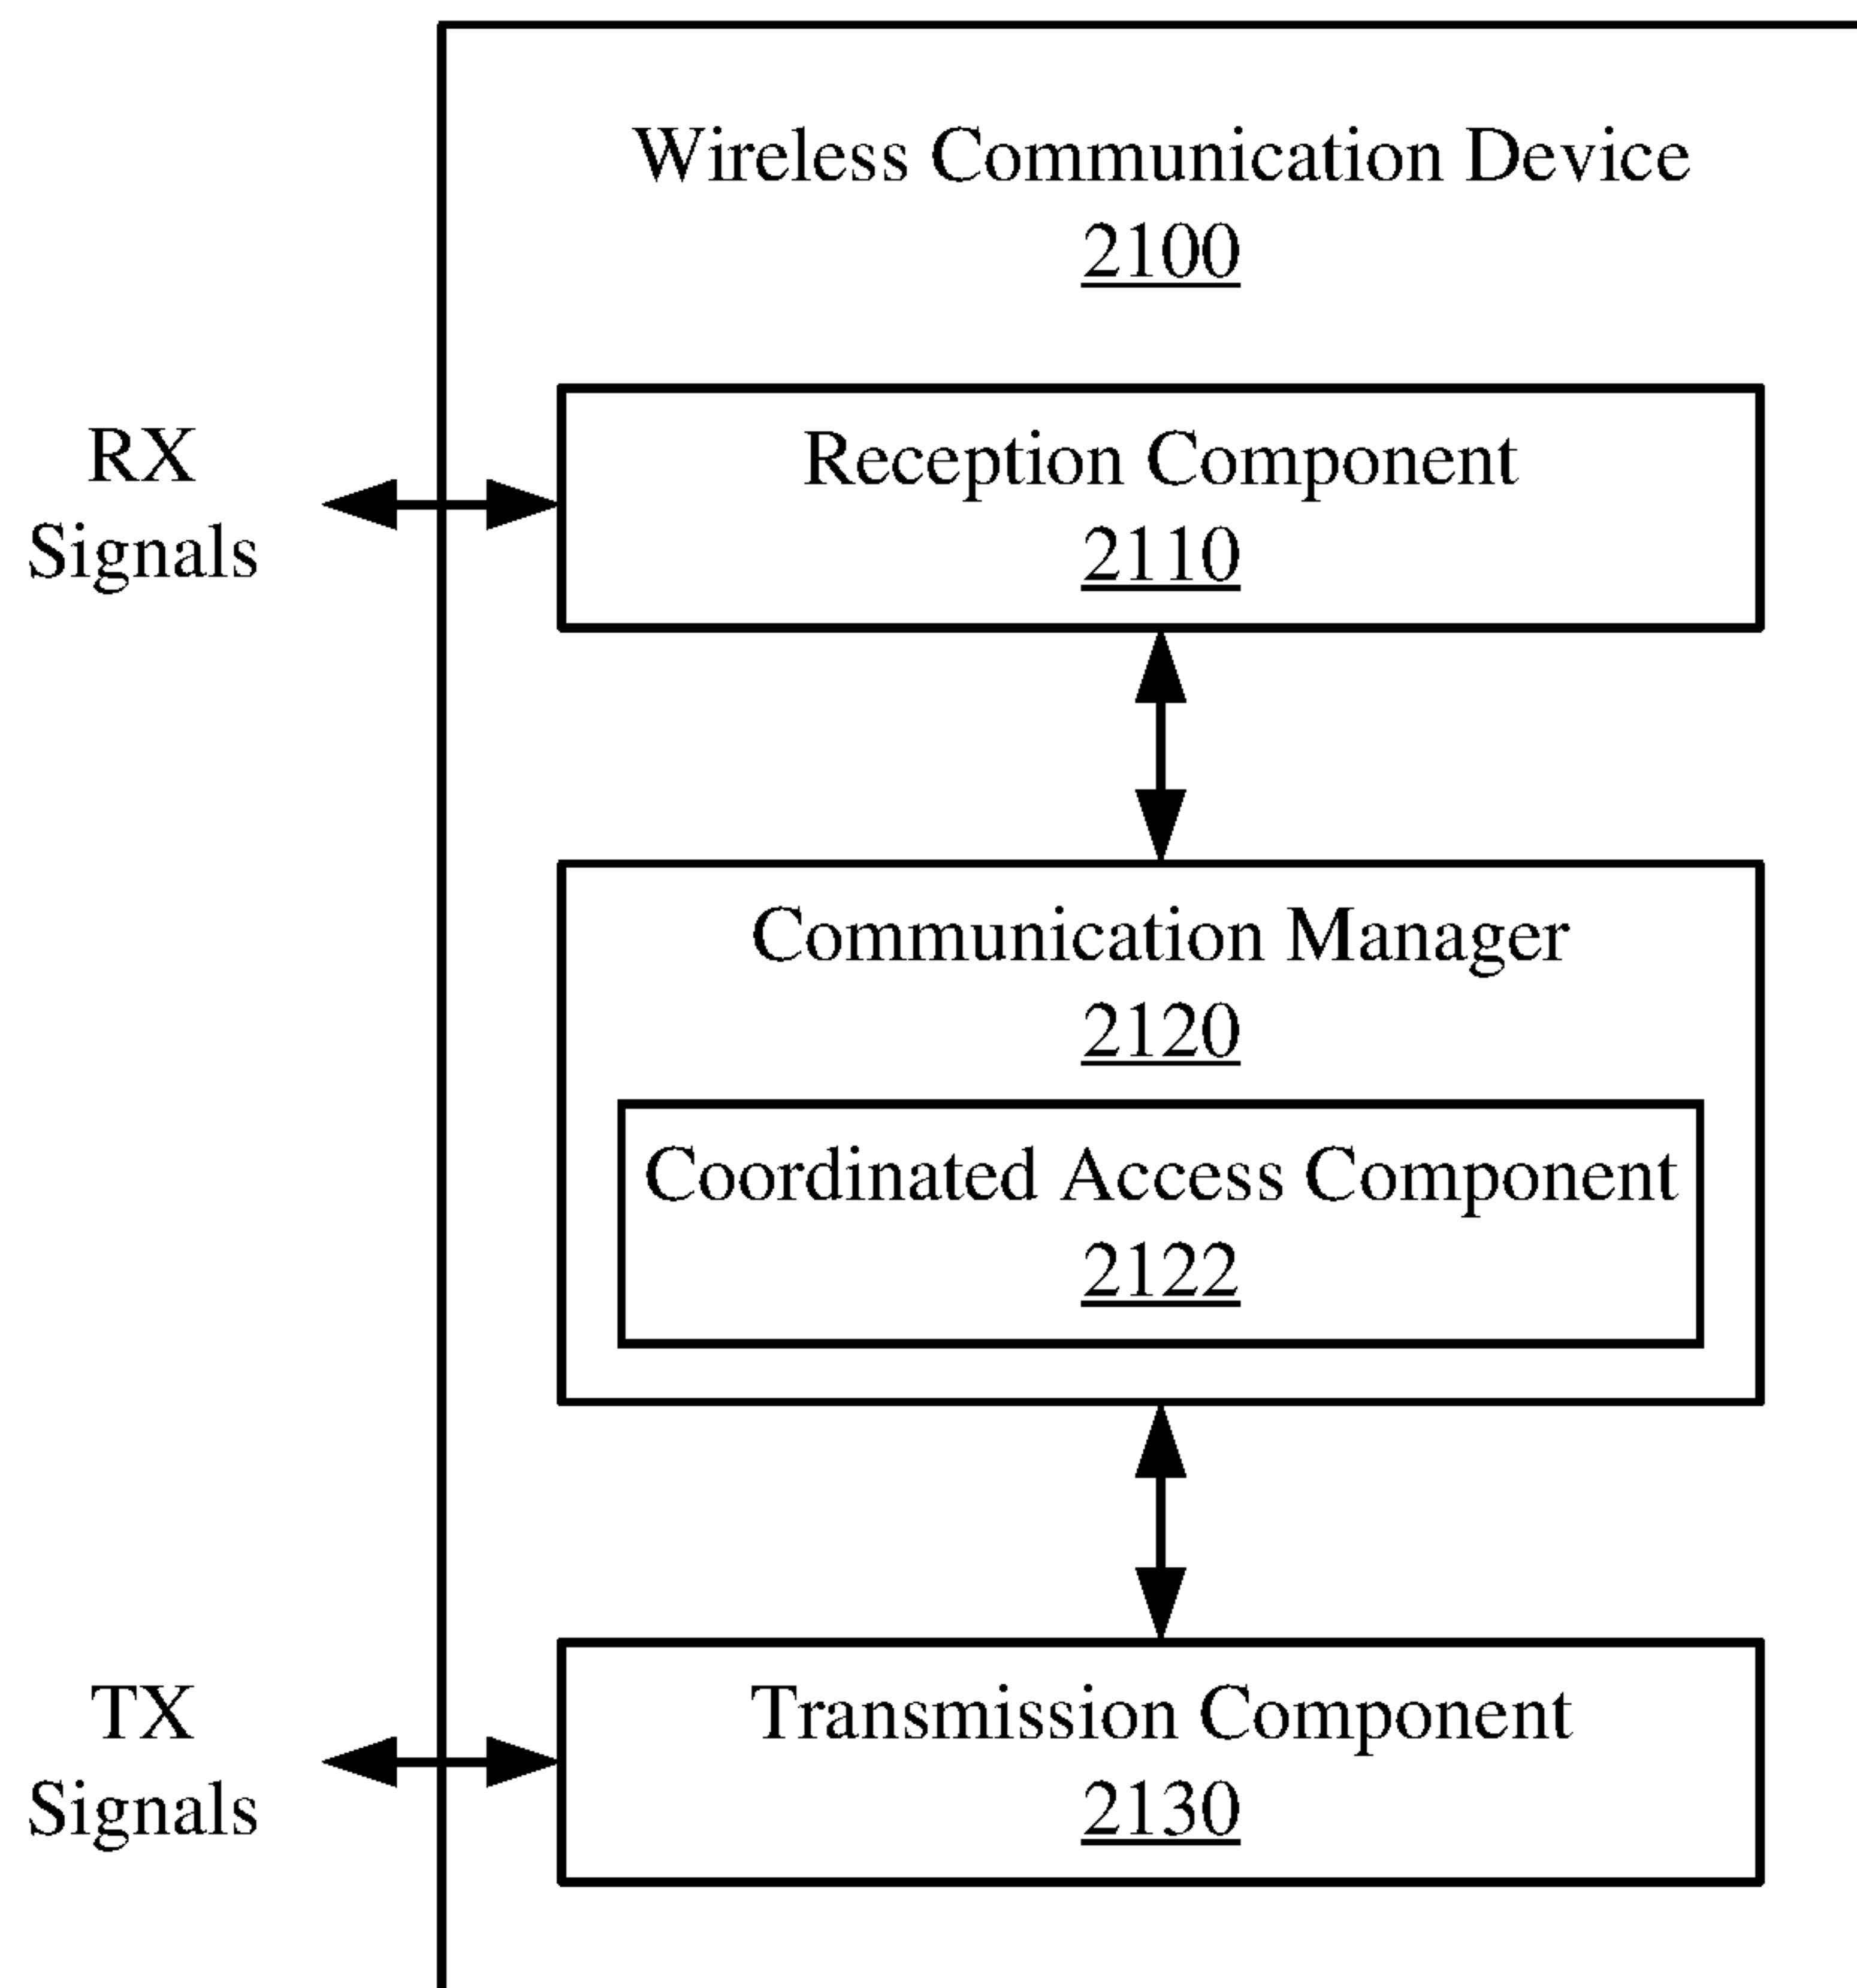 Wireless Communication Device
2100
RX
Signals
Reception Component
2110
Communication Manager
2120
Coordinated Access Component
2122
TX
Signals
Transmission Component
2130